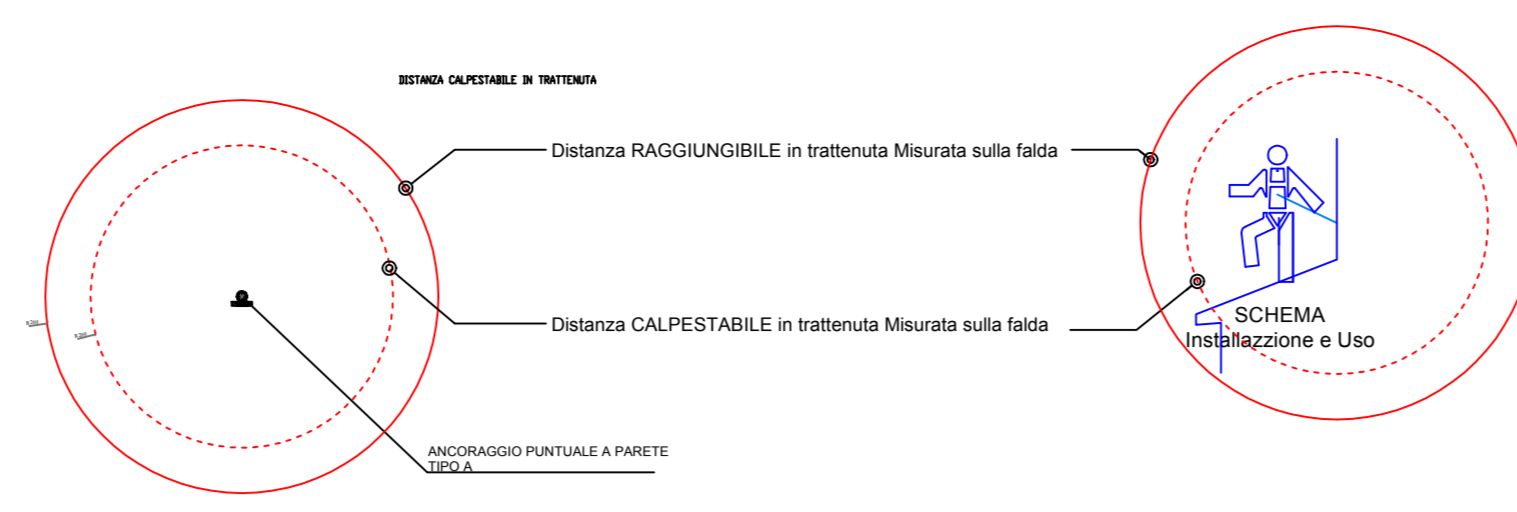 DISTANZA CALPESTABILE IN TRATTENUTA
Distanza RAGGIUNGIBILE in trattenuta Misurata sulla falda
Distanza CALPESTABILE in trattenuta Misurata sulla falda
SCHEMA
Installazzione e Uso
ANCORAGGIO PUNTUALE A PARETE
TIPO A